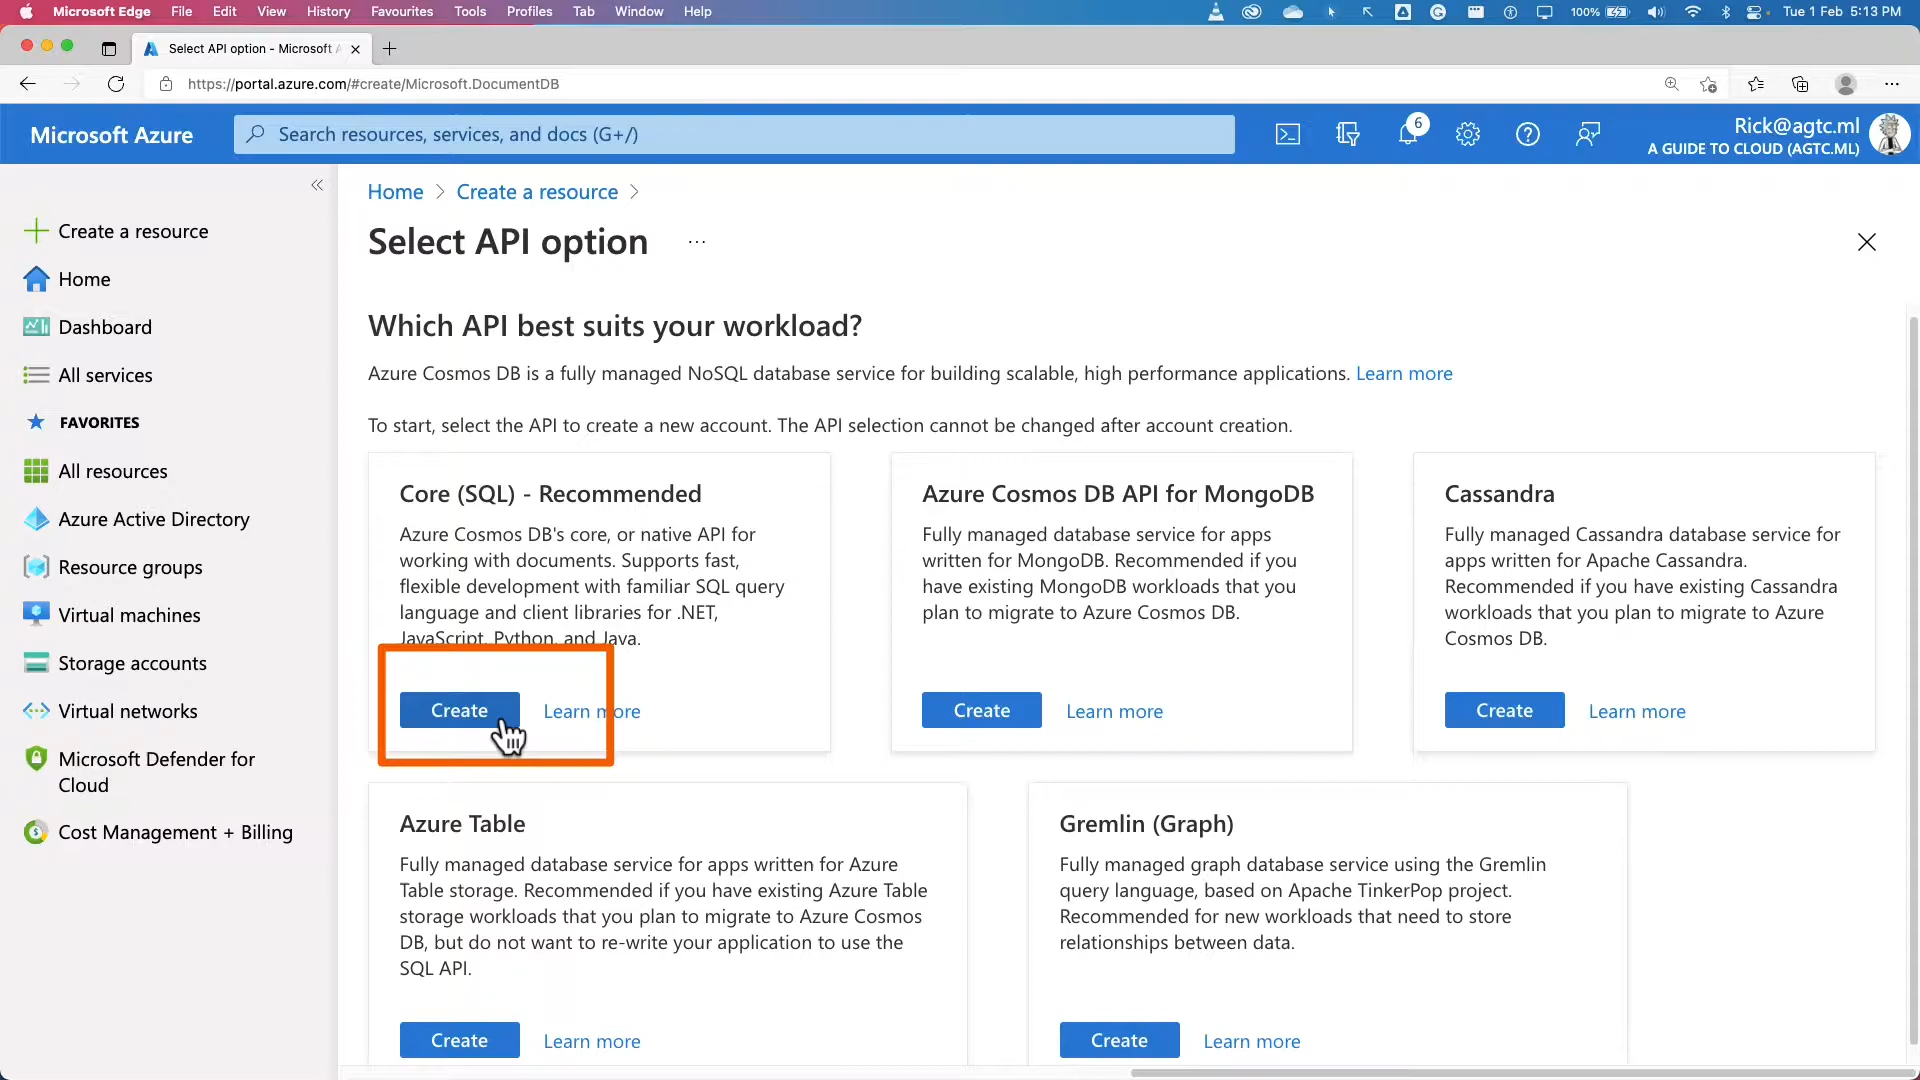 Microsoft Edge File Edit View History Favourites Tools Profiles Tab Window Help 100% Tue 1 Feb 5:13 PM
Select API option - Microsoft A
https://portal.azure.com/#create/Microsoft.DocumentDB
Microsoft Azure
Search resources, services, and docs (G+/)
6
Rick@agtc.ml
A GUIDE TO CLOUD (AGTC.ML)
Create a resource
Home
Dashboard
All services
FAVORITES
All resources
Azure Active Directory
Resource groups
Virtual machines
Storage accounts
Virtual networks
Microsoft Defender for
Cloud
Cost Management + Billing
Home > Create a resource >
Select API option ...
Which API best suits your workload?
Azure Cosmos DB is a fully managed NoSQL database service for building scalable, high performance applications. Learn more
To start, select the API to create a new account. The API selection cannot be changed after account creation.
Core (SQL) - Recommended
Azure Cosmos DB's core, or native API for
working with documents. Supports fast,
flexible development with familiar SQL query
language and client libraries for .NET,
JavaScript, Python, and Java.
Create Learn more
Azure Cosmos DB API for MongoDB
Fully managed database service for apps
written for MongoDB. Recommended if you
have existing MongoDB workloads that you
plan to migrate to Azure Cosmos DB.
Create Learn more
Cassandra
Fully managed Cassandra database service for
apps written for Apache Cassandra.
Recommended if you have existing Cassandra
workloads that you plan to migrate to Azure
Cosmos DB.
Create Learn more
Azure Table
Fully managed database service for apps written for Azure
Table storage. Recommended if you have existing Azure Table
storage workloads that you plan to migrate to Azure Cosmos
DB, but do not want to re-write your application to use the
SQL API.
Create Learn more
Gremlin (Graph)
Fully managed graph database service using the Gremlin
query language, based on Apache TinkerPop project.
Recommended for new workloads that need to store
relationships between data.
Create Learn more